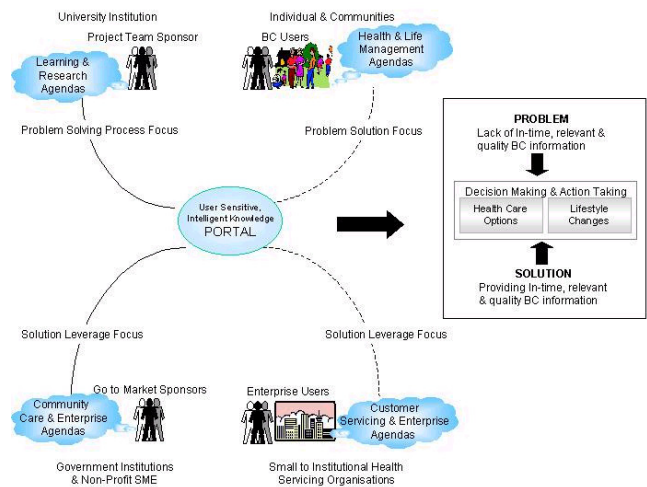 University Institution
Project Team Sponsor
Learning &
Research
Agendas
Problem Solving Process Focus
Individual & Communities
BC Users
Health & Life
Management
Agendas
Problem Solution Focus
User Sensitive,
Intelligent Knowledge
PORTAL
PROBLEM
Lack of In-time, relevant &
quality BC information
Decision Making & Action Taking
Health Care
Options
Lifestyle
Changes
SOLUTION
Providing In-time, relevant
& quality BC information
Solution Leverage Focus
Go to Market Sponsors
Community
Care & Enterprise
Agendas
Government Institutions
& Non-Profit SME
Solution Leverage Focus
Enterprise Users
Customer
Servicing & Enterprise
Agendas
Small to Institutional Health
Servicing Organisations